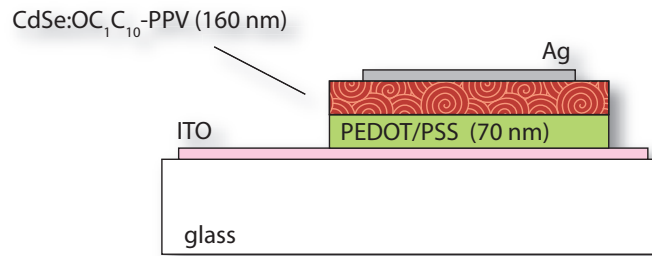 CdSe:OC₁C₁₀-PPV (160 nm)
Ag
ITO
PEDOT/PSS (70 nm)
glass